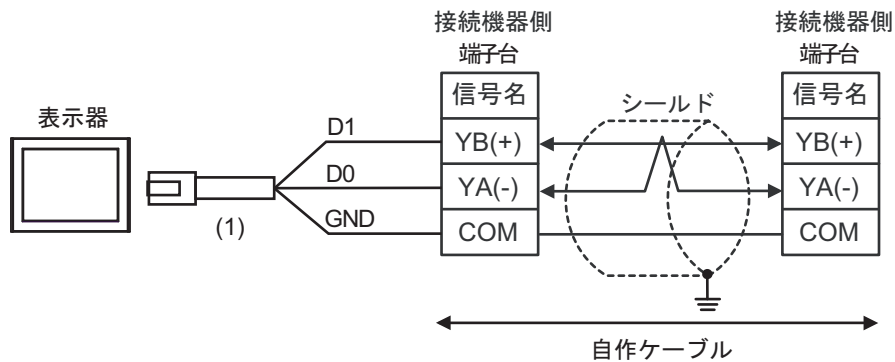 表示器
(1)
D1
D0
GND
接続機器側
端子台
信号名
YB(+)
YA(-)
COM
シールド
接続機器側
端子台
信号名
YB(+)
YA(-)
COM
自作ケーブル